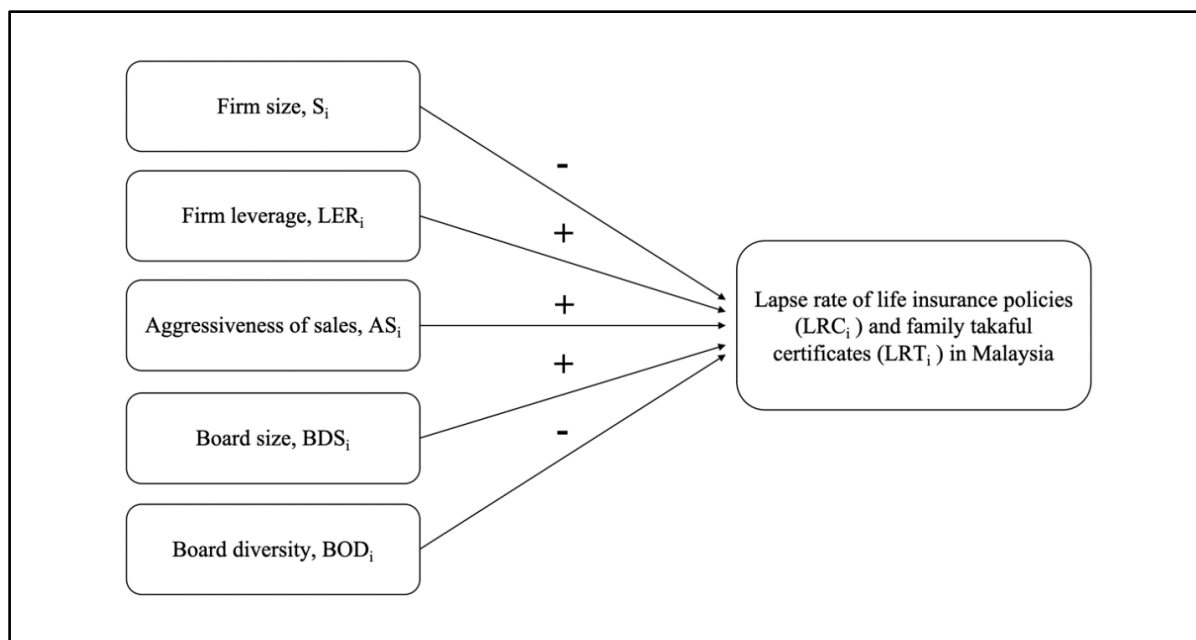 Firm size, Sᵢ
-
Firm leverage, LERᵢ
+
Aggressiveness of sales, ASᵢ
+
Lapse rate of life insurance policies
(LRCᵢ ) and family takaful
certificates (LRTᵢ ) in Malaysia
+
Board size, BDSᵢ
-
Board diversity, BODᵢ